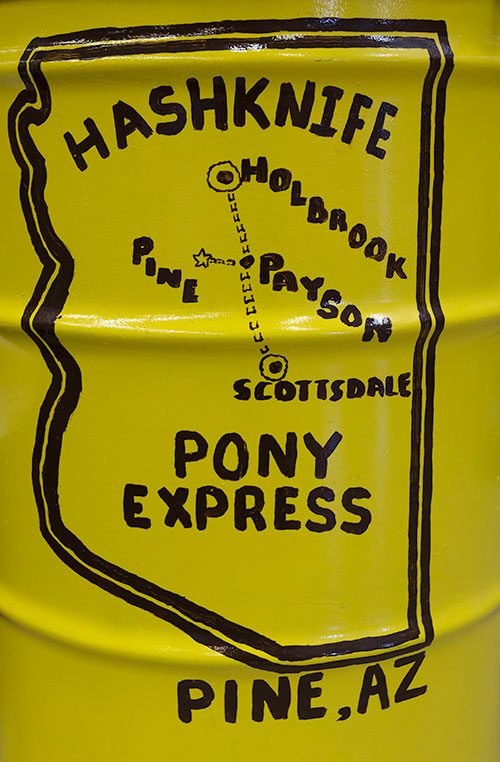 HASHKNIFE
HOLBROOK
PINE
PAYSON
SCOTTSDALE
PONY
EXPRESS
PINE, AZ